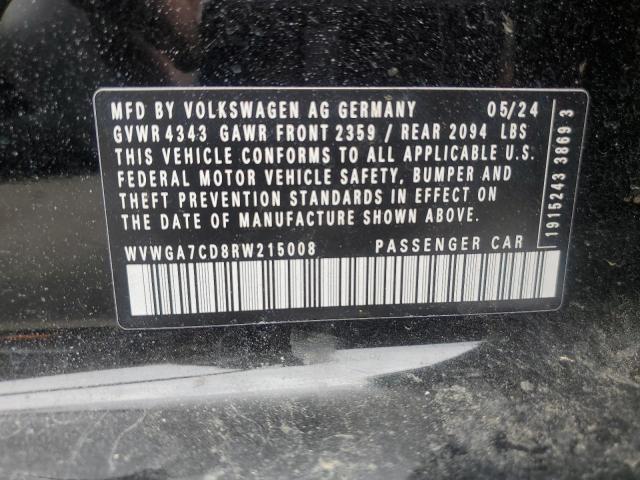 MFD BY VOLKSWAGEN AG GERMANY 05/24
GVWR 4343 GAWR FRONT 2359 / REAR 2094 LBS
THIS VEHICLE CONFORMS TO ALL APPLICABLE U.S.
FEDERAL MOTOR VEHICLE SAFETY, BUMPER AND
THEFT PREVENTION STANDARDS IN EFFECT ON
THE DATE OF MANUFACTURE SHOWN ABOVE.
WVWGA7CD8RW215008 PASSENGER CAR
1915243 3869 3